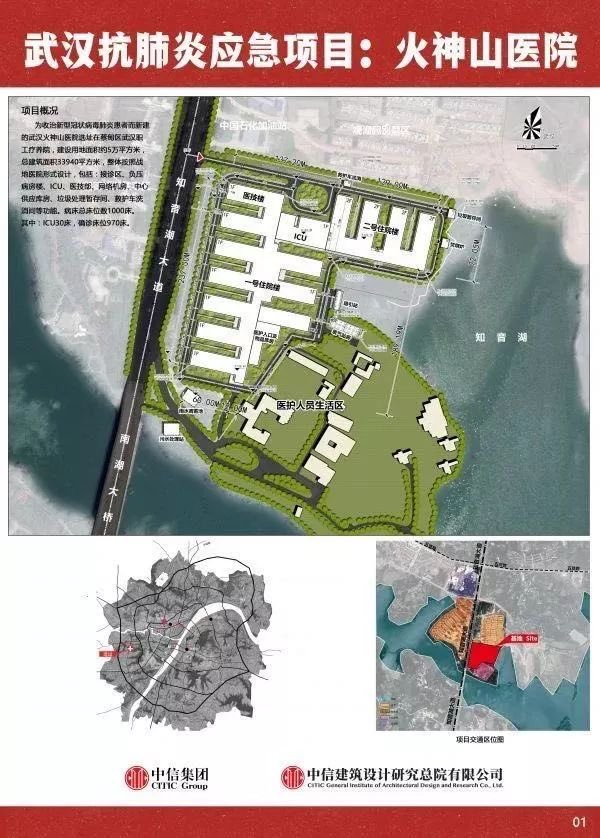 武汉抗肺炎应急项目：火神山医院
项目概况
为收治新型冠状病毒肺炎患者而新建
的武汉火神山医院选址在蔡甸区武汉职
工疗养院，建设用地面积约5万平方米，
总建筑面积33940平方米，整体按照战
地医院形式设计，包括：接诊区、负压
病房楼、ICU、医技部、网络机房、中心
供应库房、垃圾处理暂存间、救护车洗
消间等功能。病床总床位数1000床。
其中：ICU30床，确诊床位970床。
中国石化加油站
知音湖大道
医技楼
ICU
二号住院楼
一号住院楼
知音湖
医护人员生活区
雨水调蓄池
污水处理站
60.00M
南湖大桥
基地 Site
项目交通区位图
中信集团
CITIC Group
中信建筑设计研究总院有限公司
CITIC General Institute of Architectural Design and Research Co., Ltd.
01